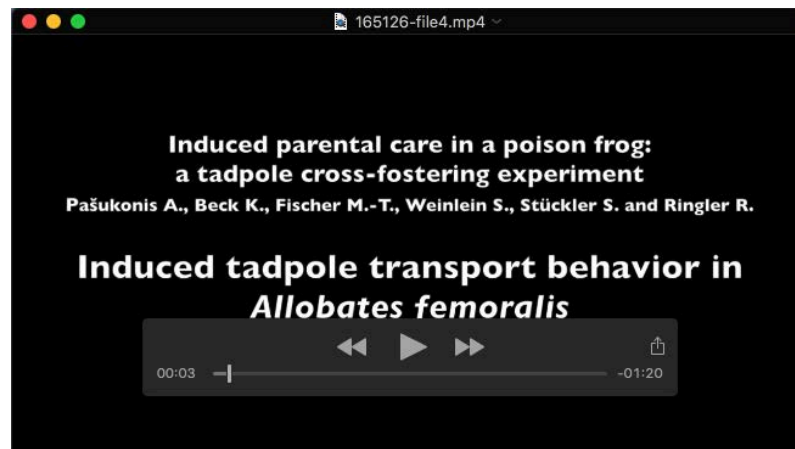 165126-file4.mp4
Induced parental care in a poison frog:
a tadpole cross-fostering experiment
Pašukonis A., Beck K., Fischer M.-T., Weinlein S., Stückler S. and Ringler R.
Induced tadpole transport behavior in
Allobates femoralis
00:03 -01:20